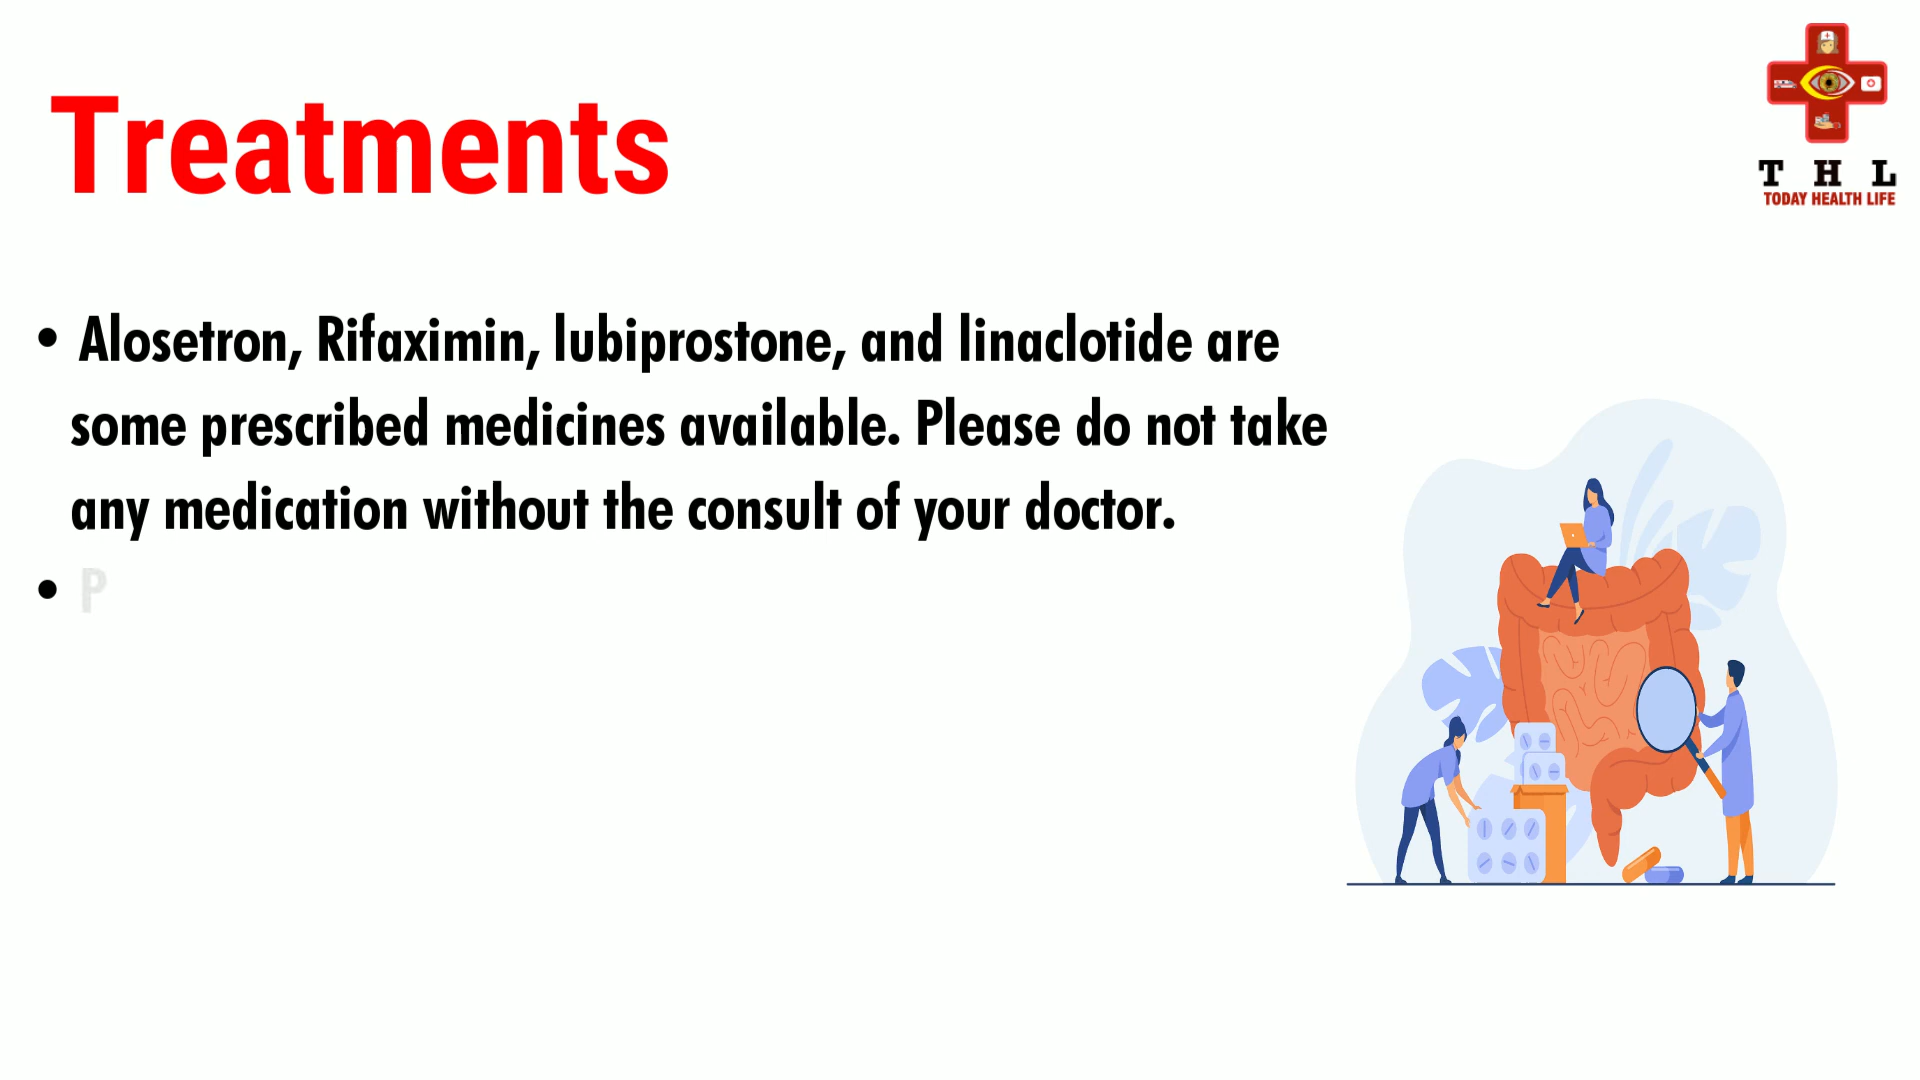 T H L
TODAY HEALTH LIFE
Treatments
• Alosetron, Rifaximin, lubiprostone, and linaclotide are
some prescribed medicines available. Please do not take
any medication without the consult of your doctor.
• P